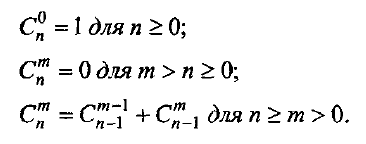 C_n^0 = 1 для n ≥ 0;
C_n^m = 0 для m > n ≥ 0;
C_n^m = C_{n-1}^{m-1} + C_{n-1}^m для n ≥ m > 0.